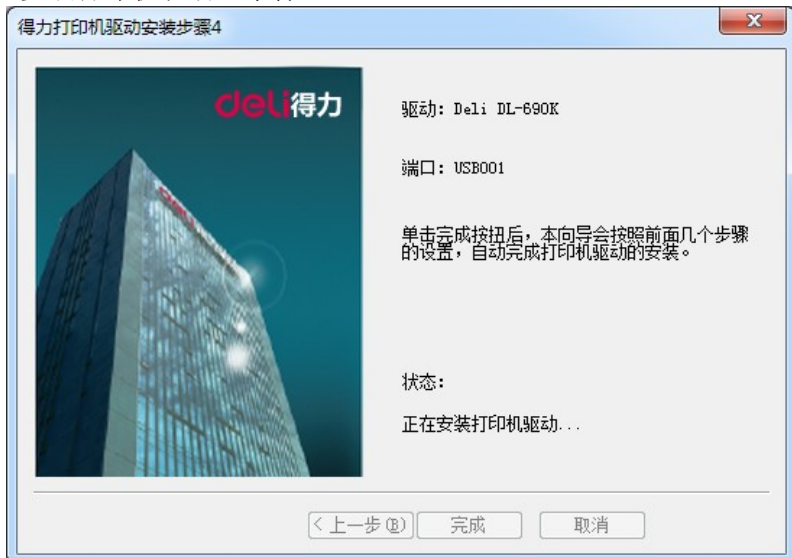 得力打印机驱动安装步骤4
deli得力
驱动: Deli DL-690K
端口: USB001
单击完成按扭后，本向导会按照前面几个步骤
的设置，自动完成打印机驱动的安装。
状态:
正在安装打印机驱动...
<上一步(B)
完成
取消